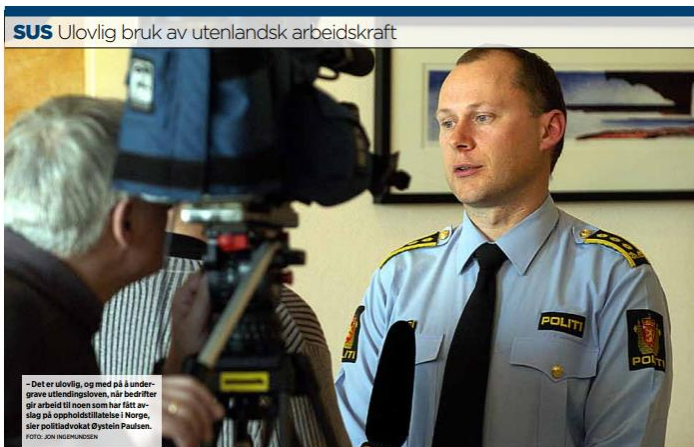 SUS Ulovlig bruk av utenlandsk arbeidskraft
POLITI
POLITI
– Det er ulovlig, og med på å under-
grave utlendingsloven, når bedrifter
gir arbeid til noen som har fått av-
slag på oppholdstillatelse i Norge,
sier politiadvokat Øystein Paulsen.
FOTO: JON INGEMUNDSEN